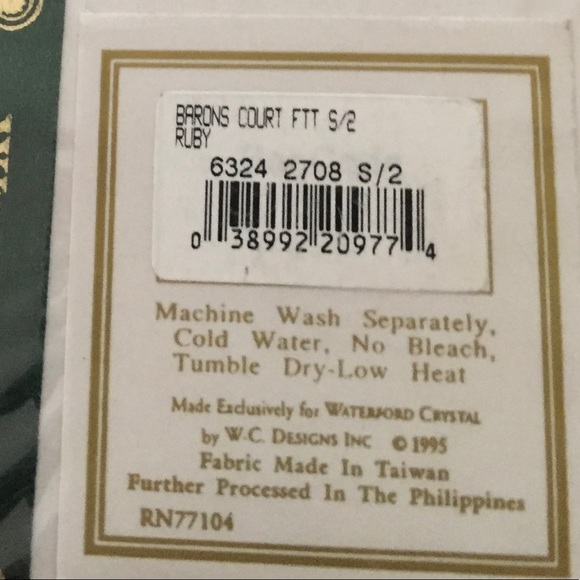 BARONS COURT FTT S/2
RUBY
6324 2708 S/2
0 38992 20977 4
Machine Wash Separately,
Cold Water, No Bleach,
Tumble Dry-Low Heat
Made Exclusively for WATERFORD CRYSTAL
by W.C. DESIGNS INC © 1995
Fabric Made In Taiwan
Further Processed In The Philippines
RN77104